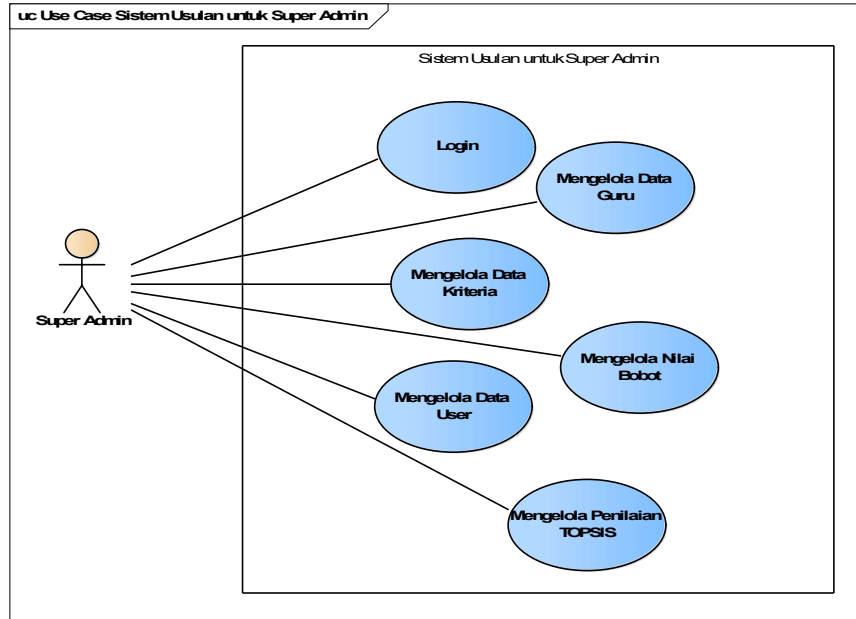 uc Use Case Sistem Usulan untuk Super Admin
Sistem Usulan untuk Super Admin
Login
Mengelola Data
Guru
Mengelola Data
Kriteria
Super Admin
Mengelola Nilai
Bobot
Mengelola Data
User
Mengelola Penilaian
TOPSIS